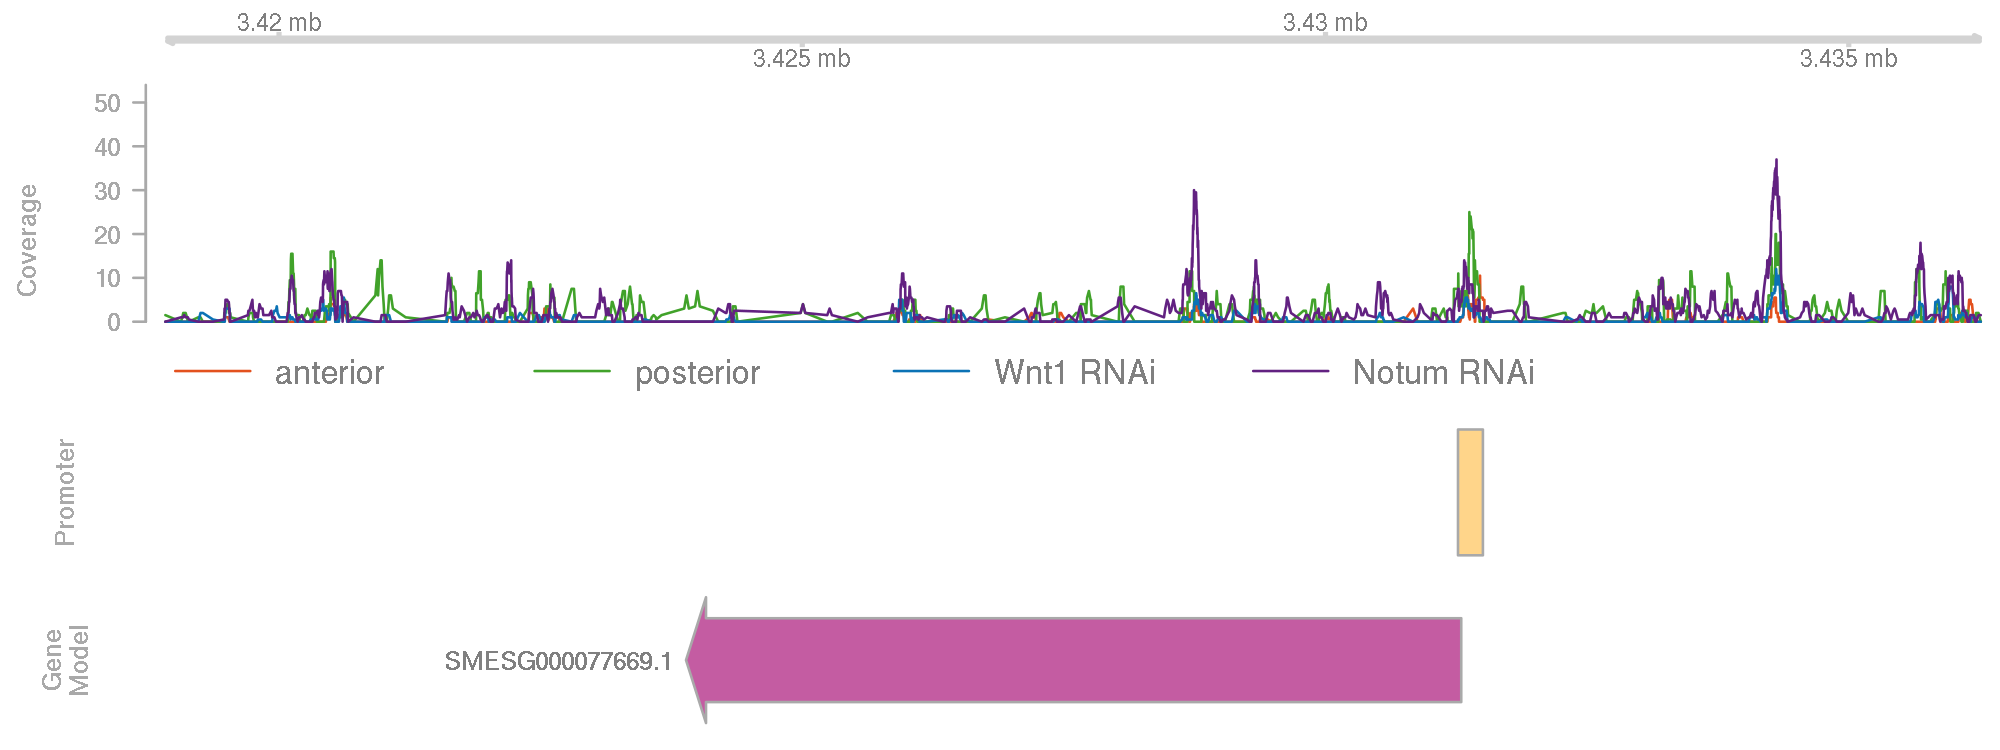 3.42 mb
3.43 mb
3.425 mb
3.435 mb
Coverage
50
40
30
20
10
0
anterior posterior Wnt1 RNAi Notum RNAi
Promoter
Gene
Model
SMESG000077669.1